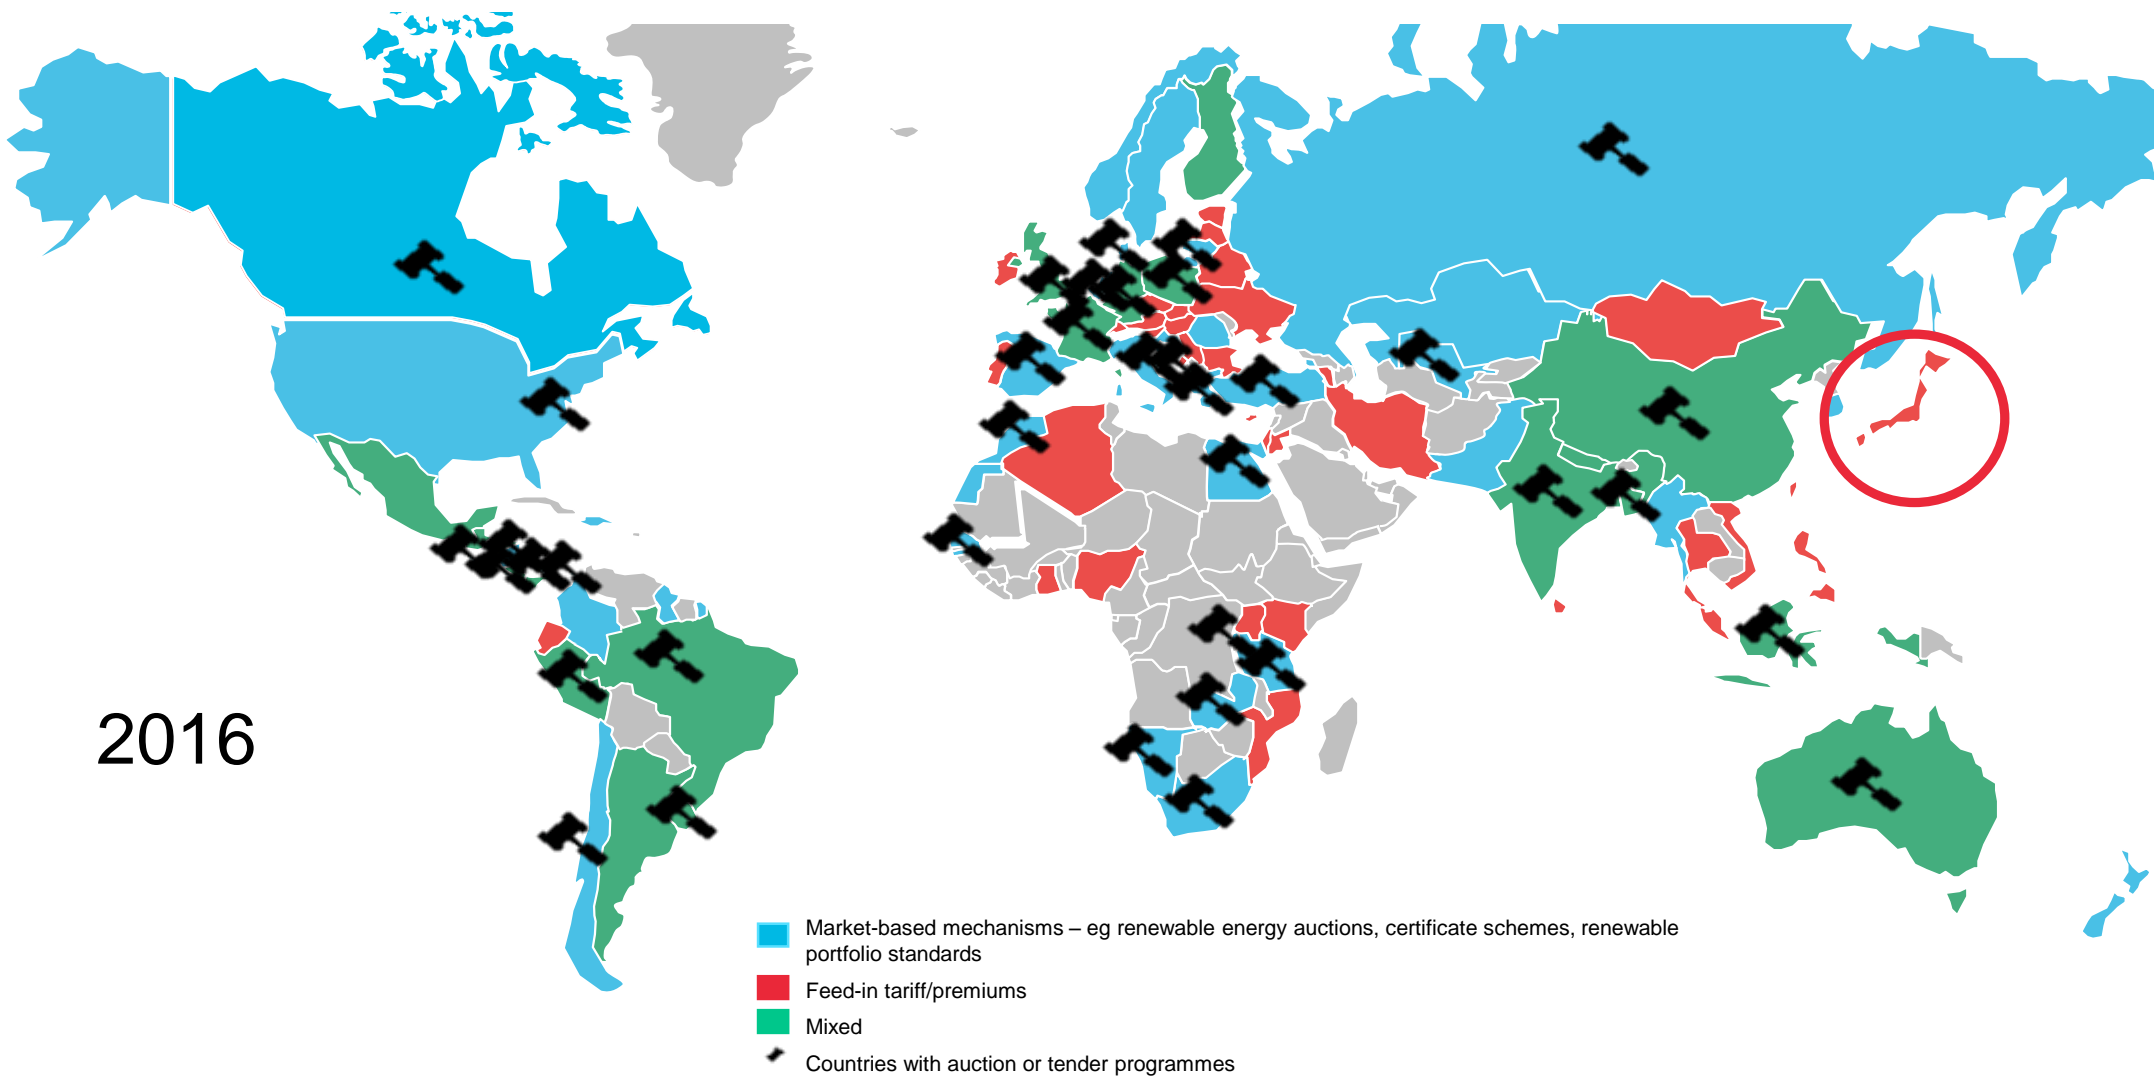 2016
Market-based mechanisms – eg renewable energy auctions, certificate schemes, renewable
portfolio standards
Feed-in tariff/premiums
Mixed
Countries with auction or tender programmes